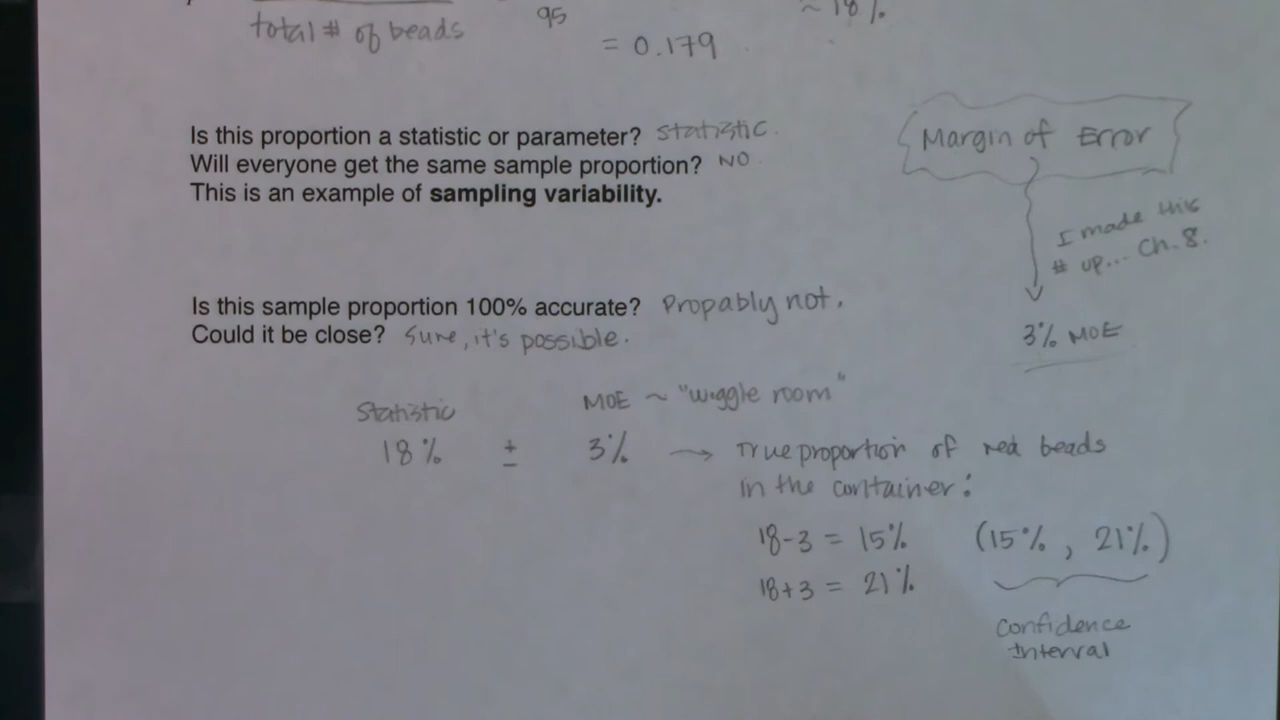 total # of beads
95
~18%
= 0.179
Is this proportion a statistic or parameter? Statistic.
Will everyone get the same sample proportion? NO
This is an example of sampling variability.
Margin of Error
I made this
# up... Ch. 8.
3% MOE
Is this sample proportion 100% accurate? Propably not.
Could it be close? Sure, it's possible.
Statistic MOE ~ "wiggle room"
18% ± 3% → True proportion of red beads
in the container:
18-3 = 15% (15%, 21%)
18+3 = 21%
Confidence
Interval